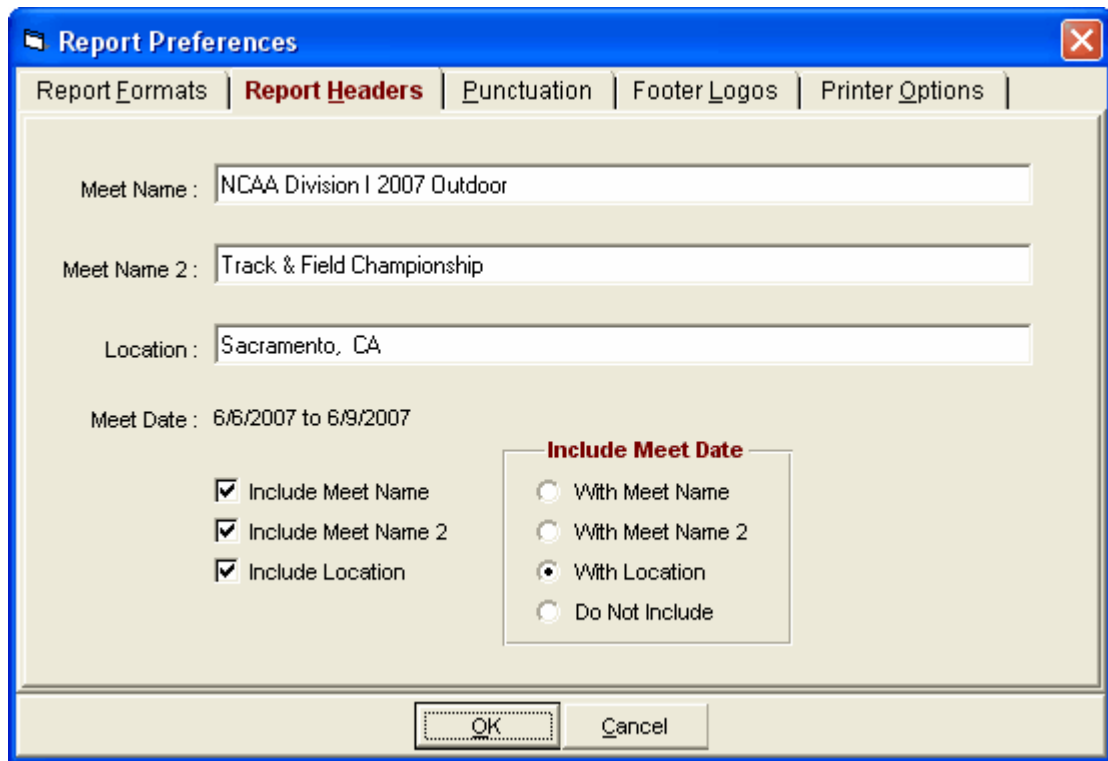 Report Preferences
Report Formats Report Headers Punctuation Footer Logos Printer Options
Meet Name : NCAA Division I 2007 Outdoor
Meet Name 2 : Track & Field Championship
Location : Sacramento, CA
Meet Date : 6/6/2007 to 6/9/2007
Include Meet Date
Include Meet Name With Meet Name
Include Meet Name 2 With Meet Name 2
Include Location With Location
Do Not Include
OK Cancel